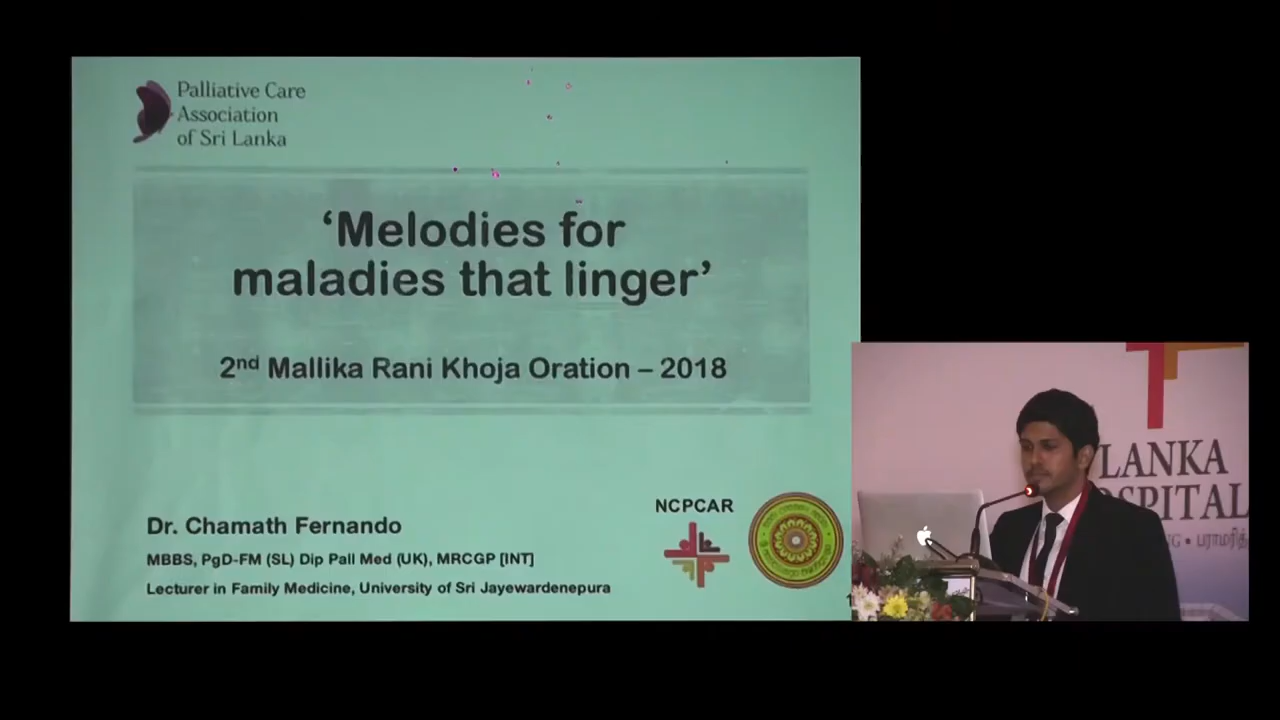 Palliative Care
Association
of Sri Lanka
‘Melodies for
maladies that linger’
2nd Mallika Rani Khoja Oration – 2018
Dr. Chamath Fernando
MBBS, PgD-FM (SL) Dip Pall Med (UK), MRCGP [INT]
Lecturer in Family Medicine, University of Sri Jayewardenepura
NCPCAR
LANKA